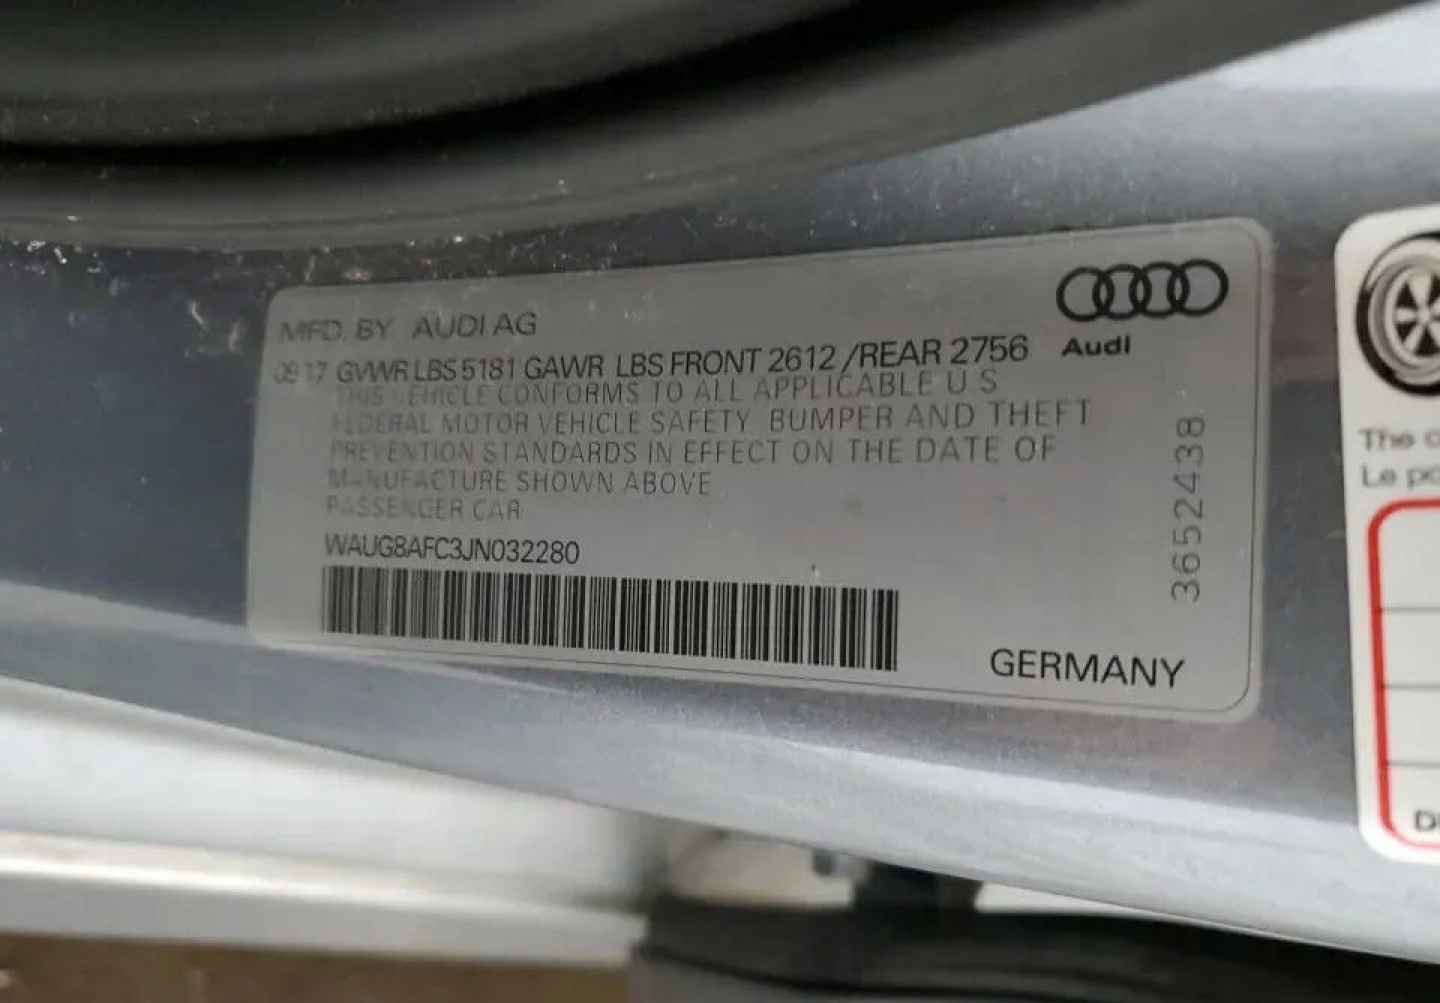 MFD. BY AUDI AG
Audi
09 17 GVWR LBS 5181 GAWR LBS FRONT 2612 /REAR 2756
THIS VEHICLE CONFORMS TO ALL APPLICABLE U S
FEDERAL MOTOR VEHICLE SAFETY BUMPER AND THEFT
PREVENTION STANDARDS IN EFFECT ON THE DATE OF
MANUFACTURE SHOWN ABOVE
PASSENGER CAR
WAUG8AFC3JN032280
3652438
GERMANY
The
Le